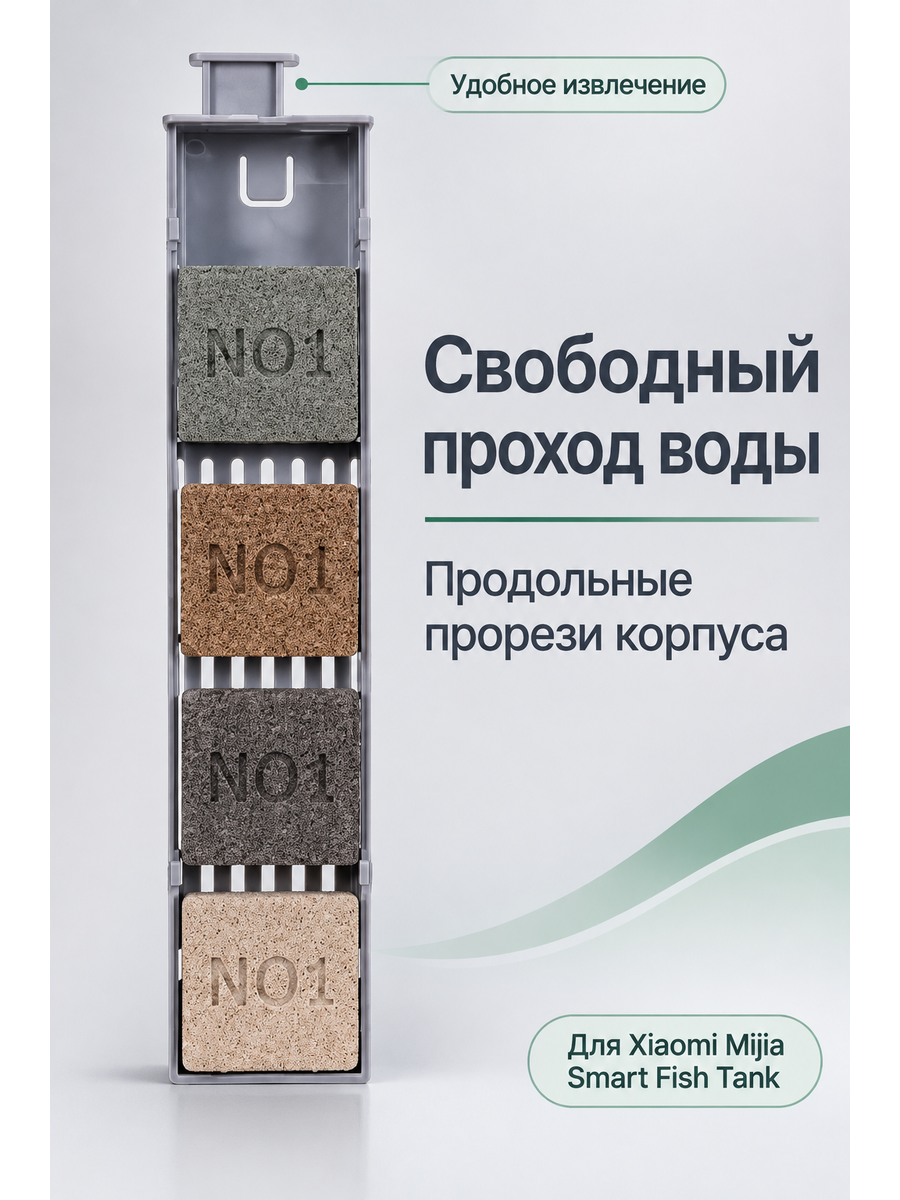 Удобное извлечение
NO1
Свободный
проход воды
NO1
Продольные
прорези корпуса
NO1
NO1
Для Xiaomi Mijia
Smart Fish Tank